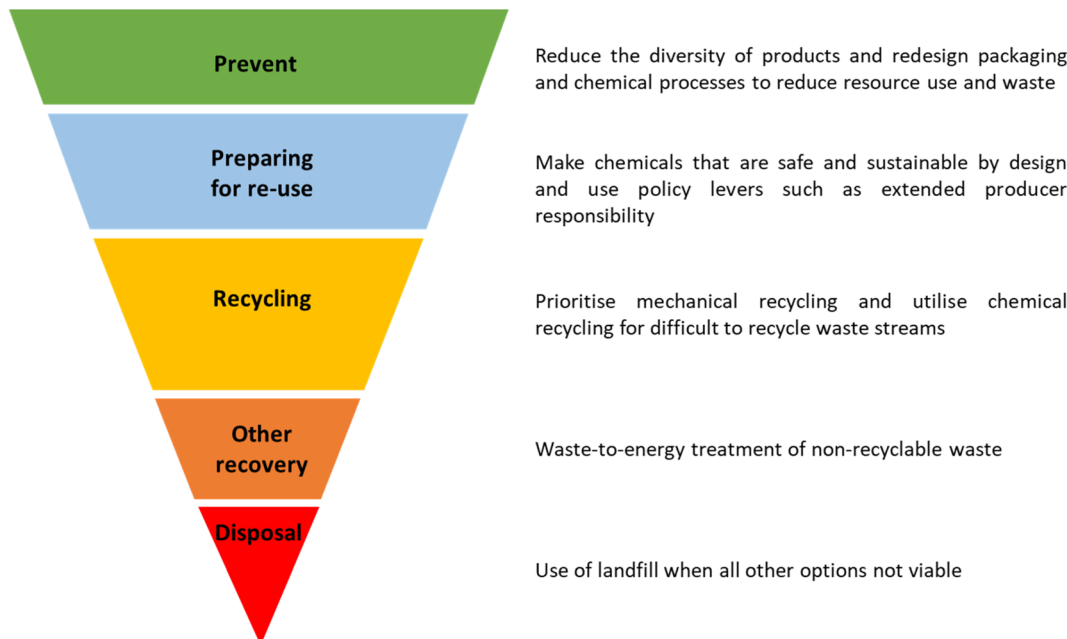 Prevent
Reduce the diversity of products and redesign packaging
and chemical processes to reduce resource use and waste
Preparing
for re-use
Make chemicals that are safe and sustainable by design
and use policy levers such as extended producer
responsibility
Recycling
Prioritise mechanical recycling and utilise chemical
recycling for difficult to recycle waste streams
Other
recovery
Waste-to-energy treatment of non-recyclable waste
Disposal
Use of landfill when all other options not viable